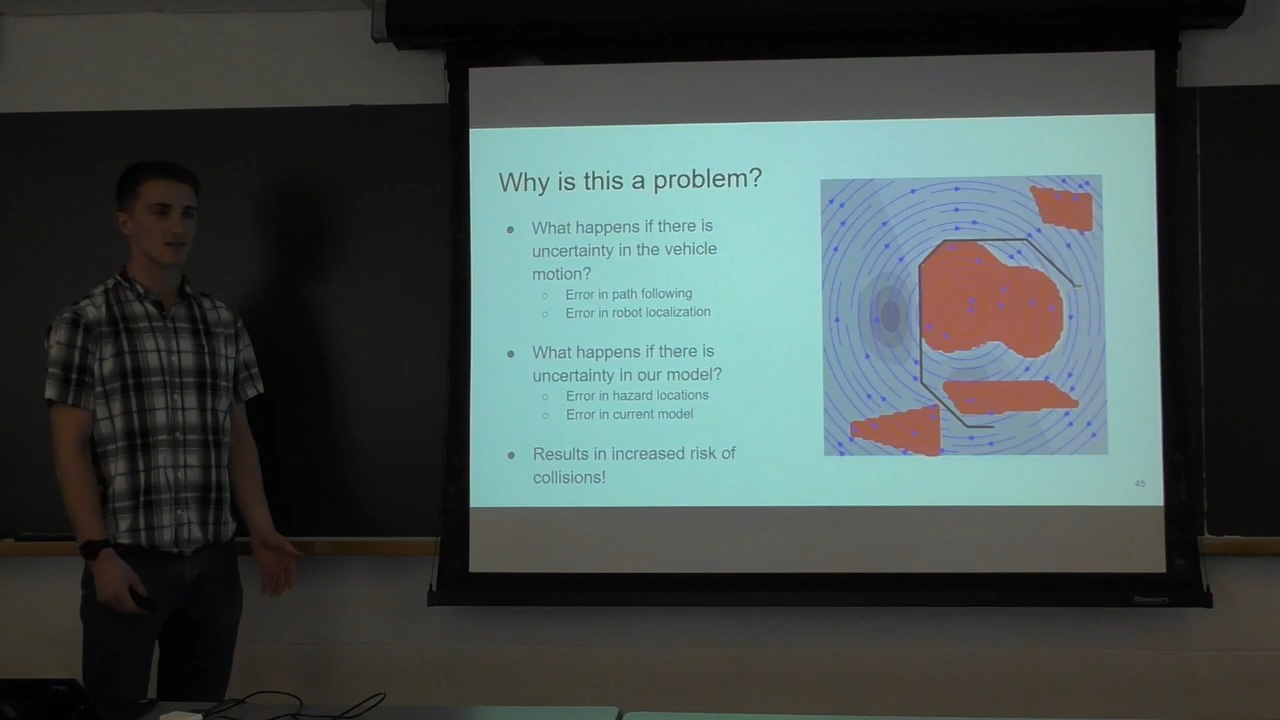 Why is this a problem?
● What happens if there is
uncertainty in the vehicle
motion?
○ Error in path following
○ Error in robot localization
● What happens if there is
uncertainty in our model?
○ Error in hazard locations
○ Error in current model
● Results in increased risk of
collisions!
45